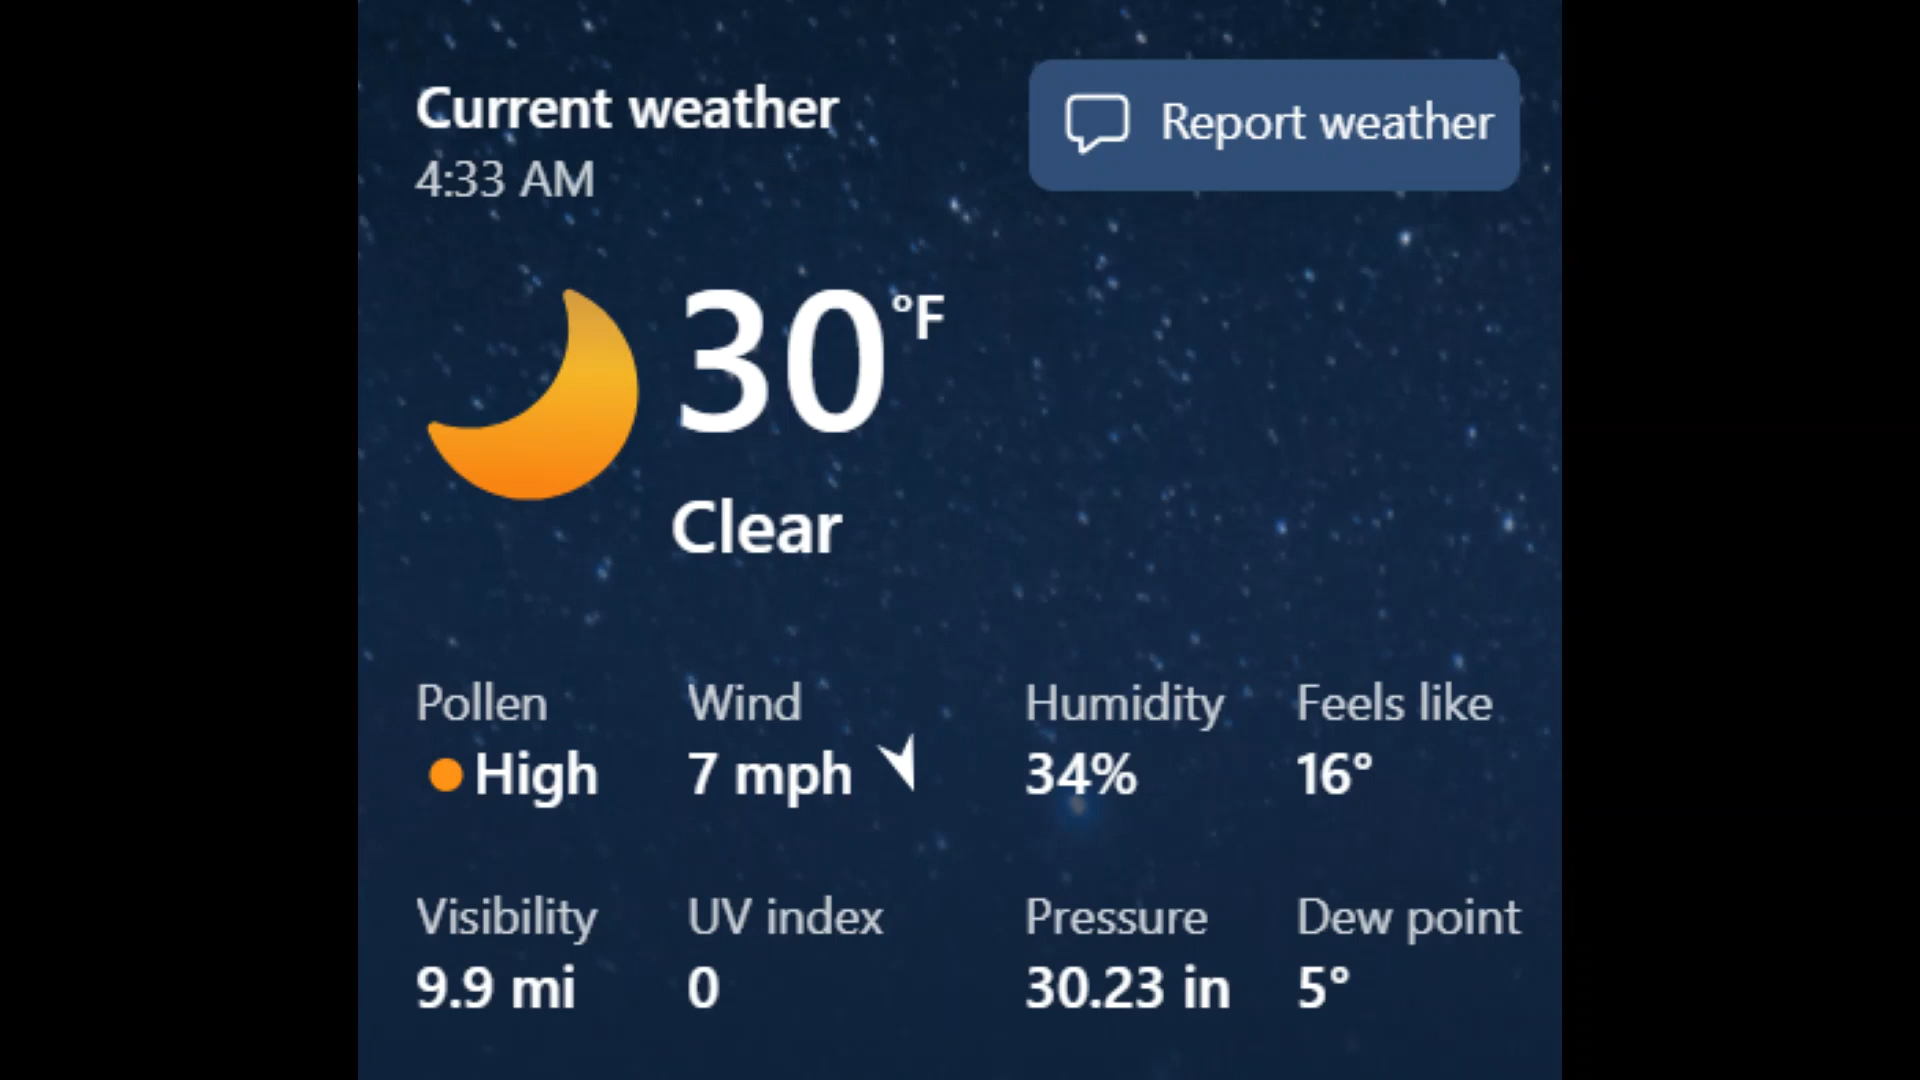 Current weather
Report weather
4:33 AM
30°F
Clear
Pollen Wind Humidity Feels like
High 7 mph 34% 16°
Visibility UV index Pressure Dew point
9.9 mi 0 30.23 in 5°